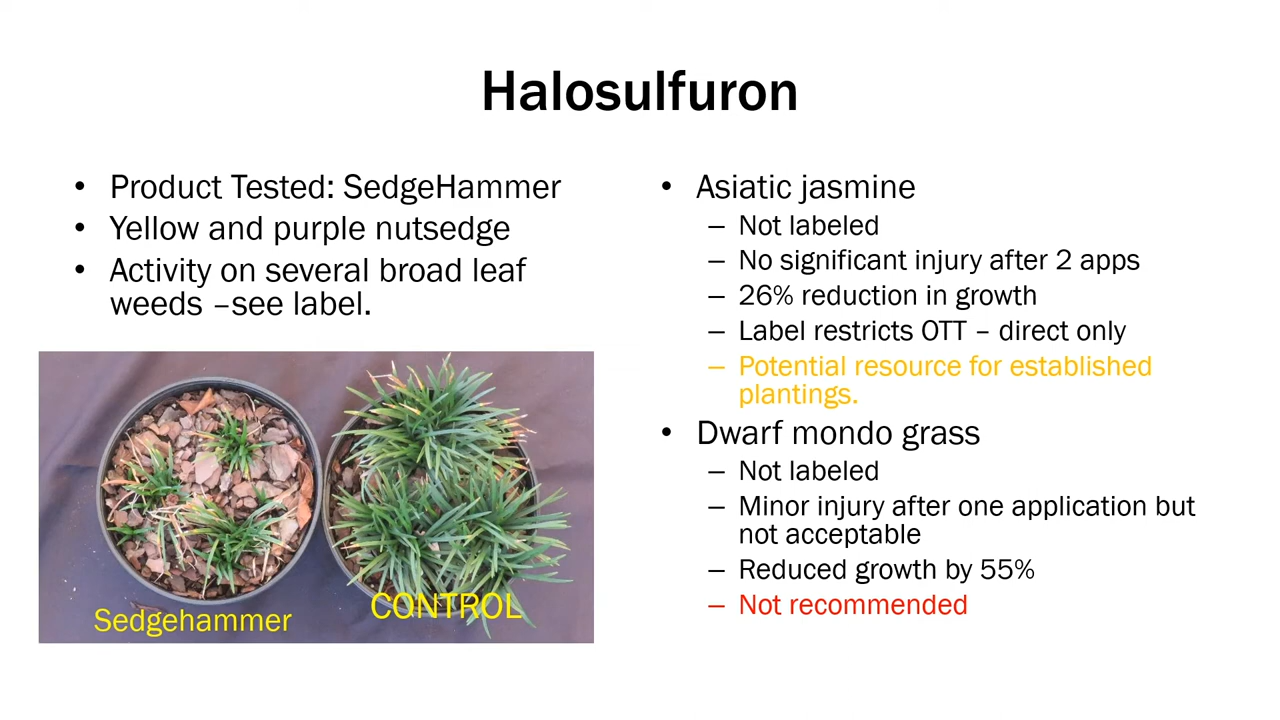 Halosulfuron
• Product Tested: SedgeHammer
• Yellow and purple nutsedge
• Activity on several broad leaf
weeds –see label.
Sedgehammer
CONTROL
• Asiatic jasmine
– Not labeled
– No significant injury after 2 apps
– 26% reduction in growth
– Label restricts OTT – direct only
– Potential resource for established
plantings.
• Dwarf mondo grass
– Not labeled
– Minor injury after one application but
not acceptable
– Reduced growth by 55%
– Not recommended